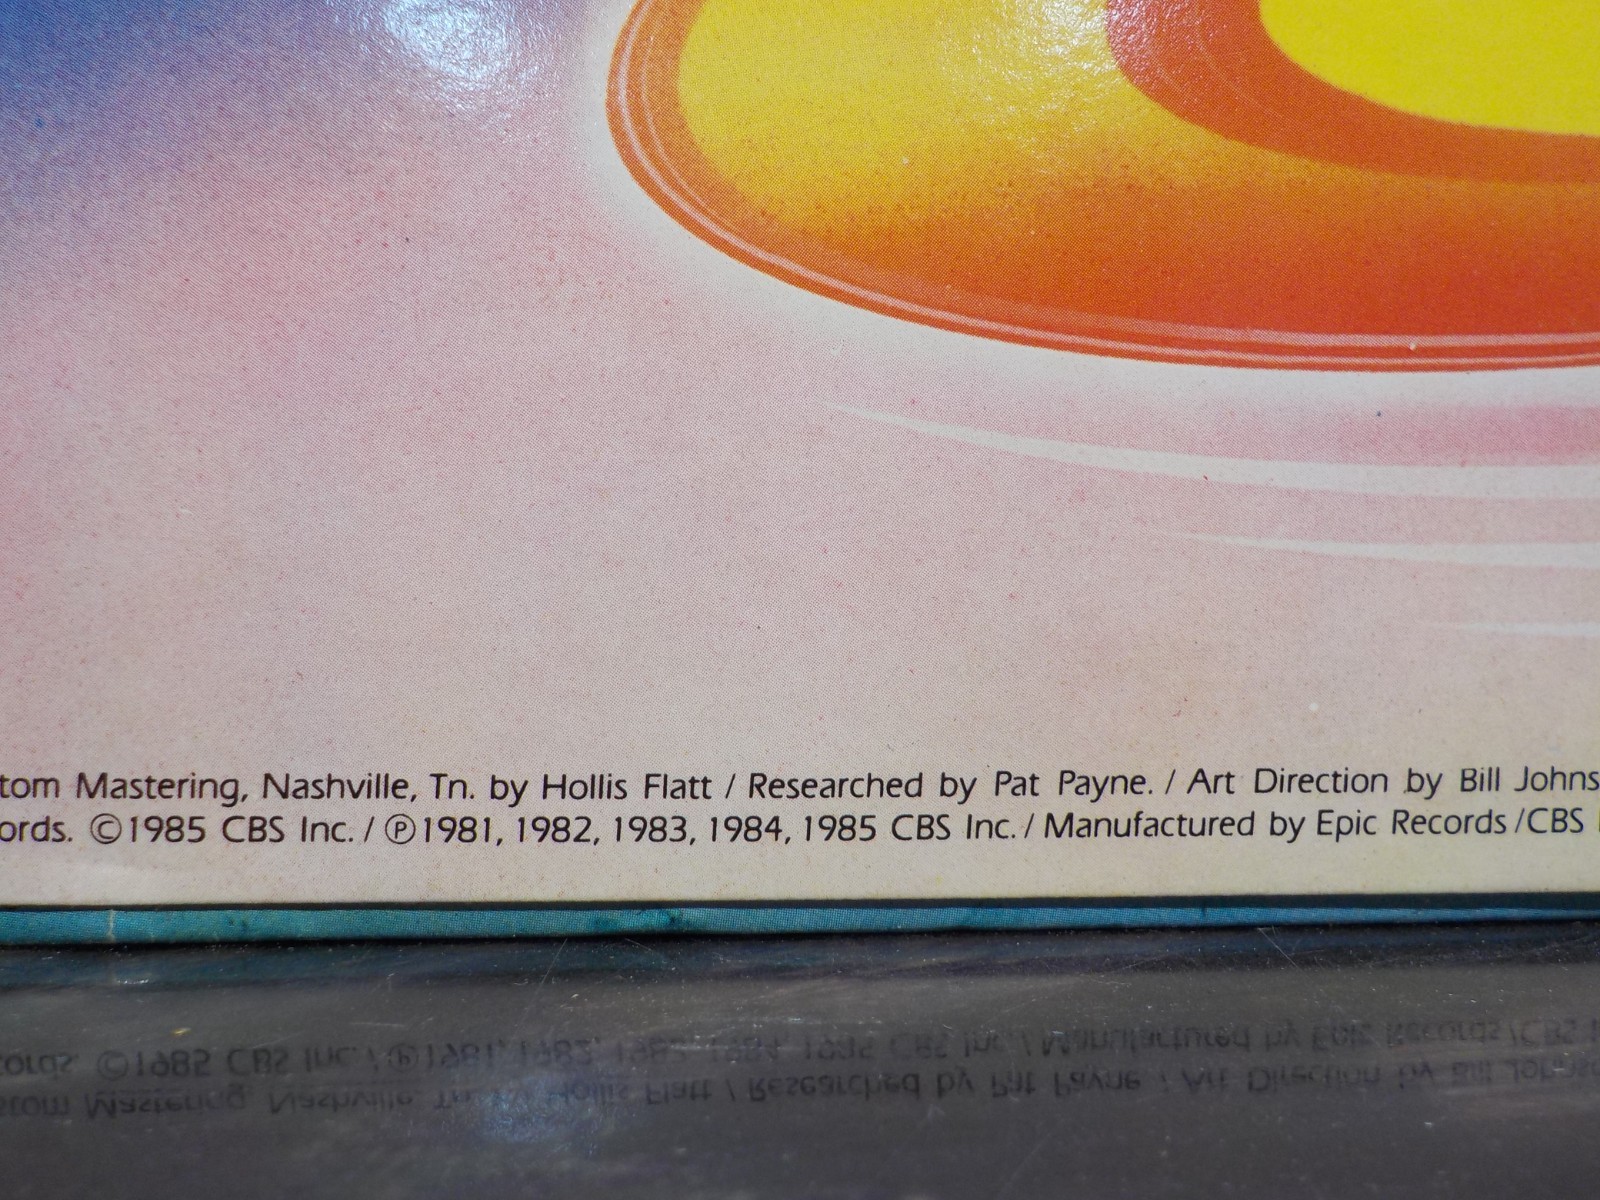 tom Mastering, Nashville, Tn. by Hollis Flatt / Researched by Pat Payne. / Art Direction by Bill Johns
ords. ©1985 CBS Inc. / ℗1981, 1982, 1983, 1984, 1985 CBS Inc. / Manufactured by Epic Records /CBS